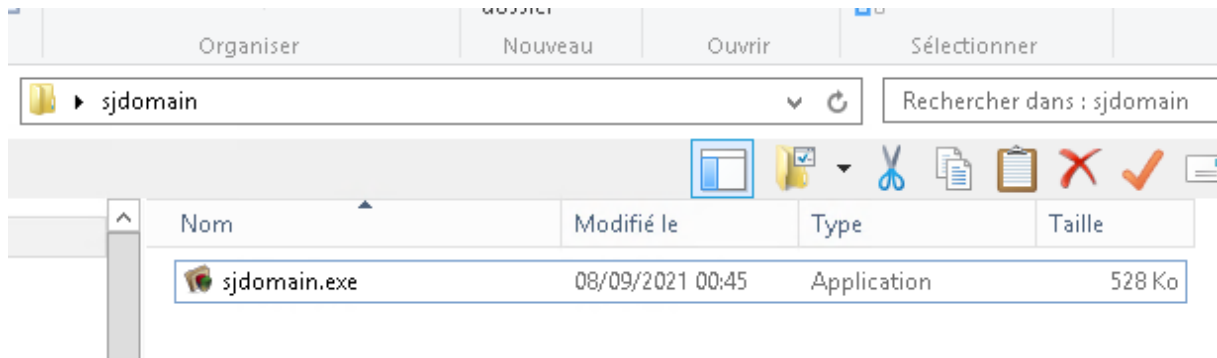 Organiser Nouveau Ouvrir Sélectionner
sjdomain Rechercher dans : sjdomain
Nom Modifié le Type Taille
sjdomain.exe 08/09/2021 00:45 Application 528 Ko